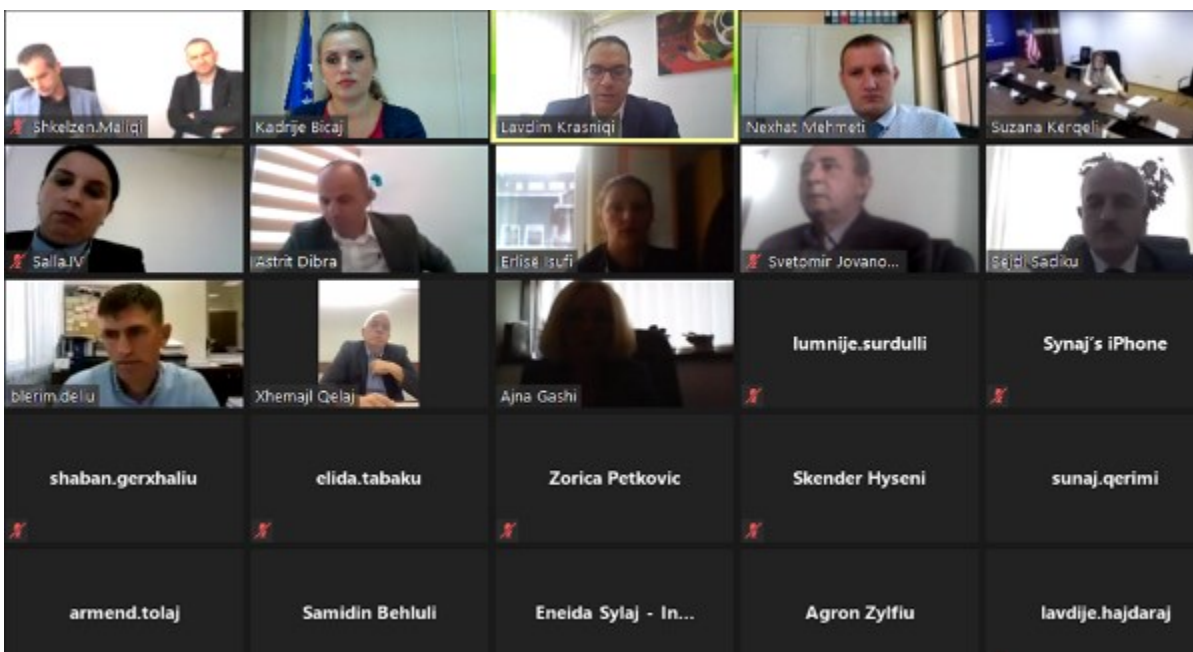 Shkelzen.Maliqi
Kadrije Bicaj
Lavdim Krasniqi
Nexhat Mehmeti
Suzana Kerqeli
Salla.IV
Astrit Dibra
Erlisë Isufi
Svetomir Jovano...
Sejdi Sadiku
blerim.deliu
Xhemajl Qelaj
Ajna Gashi
lumnije.surdulli
Synaj's iPhone
shaban.gerxhaliu
elida.tabaku
Zorica Petkovic
Skender Hyseni
sunaj.qerimi
armend.tolaj
Samidin Behluli
Eneida Sylaj - In...
Agron Zylfiu
lavdije.hajdaraj